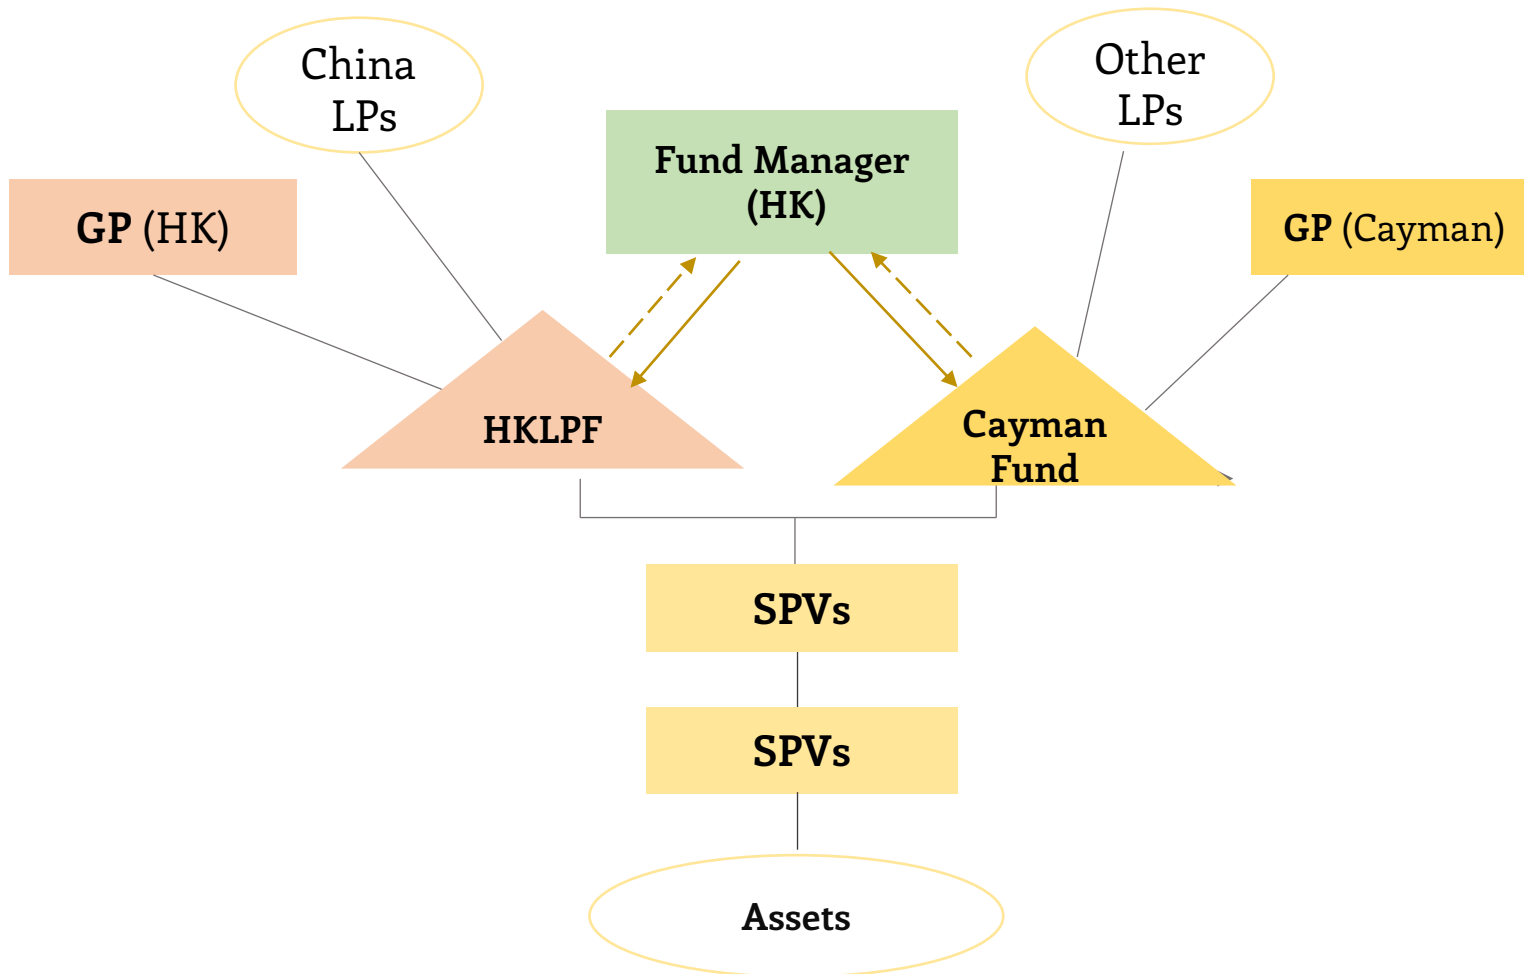 China
LPs
Other
LPs
Fund Manager
(HK)
GP (HK)
GP (Cayman)
HKLPF
Cayman
Fund
SPVs
SPVs
Assets